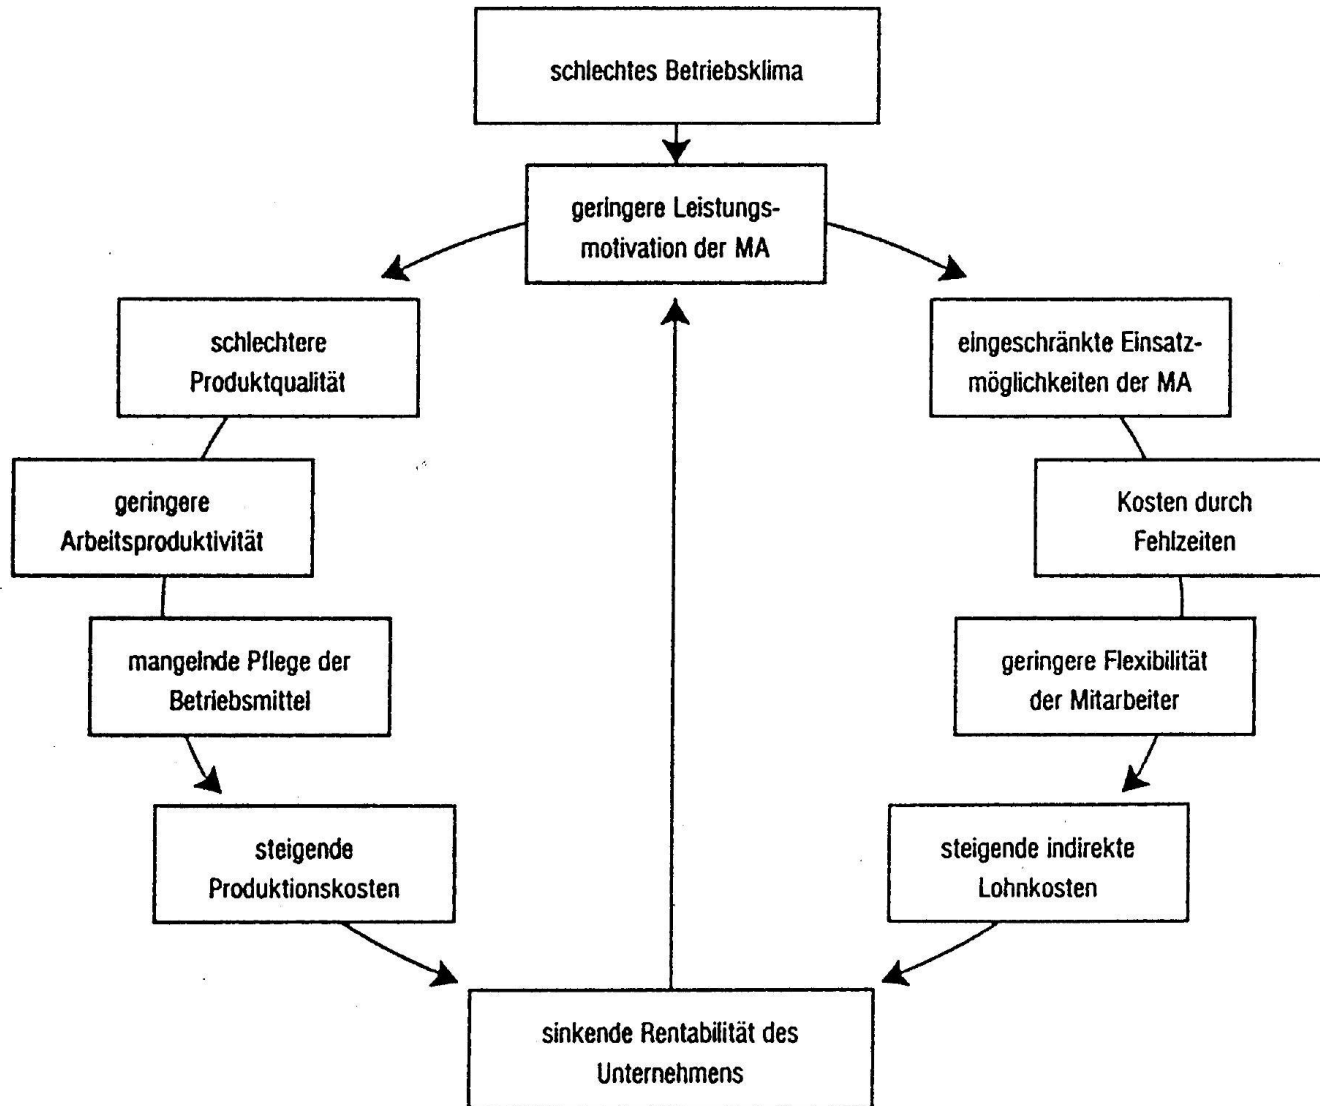 schlechtes Betriebsklima
geringere Leistungs-
motivation der MA
schlechtere
Produktqualität
eingeschränkte Einsatz-
möglichkeiten der MA
geringere
Arbeitsproduktivität
Kosten durch
Fehlzeiten
mangelnde Pflege der
Betriebsmittel
geringere Flexibilität
der Mitarbeiter
steigende
Produktionskosten
steigende indirekte
Lohnkosten
sinkende Rentabilität des
Unternehmens